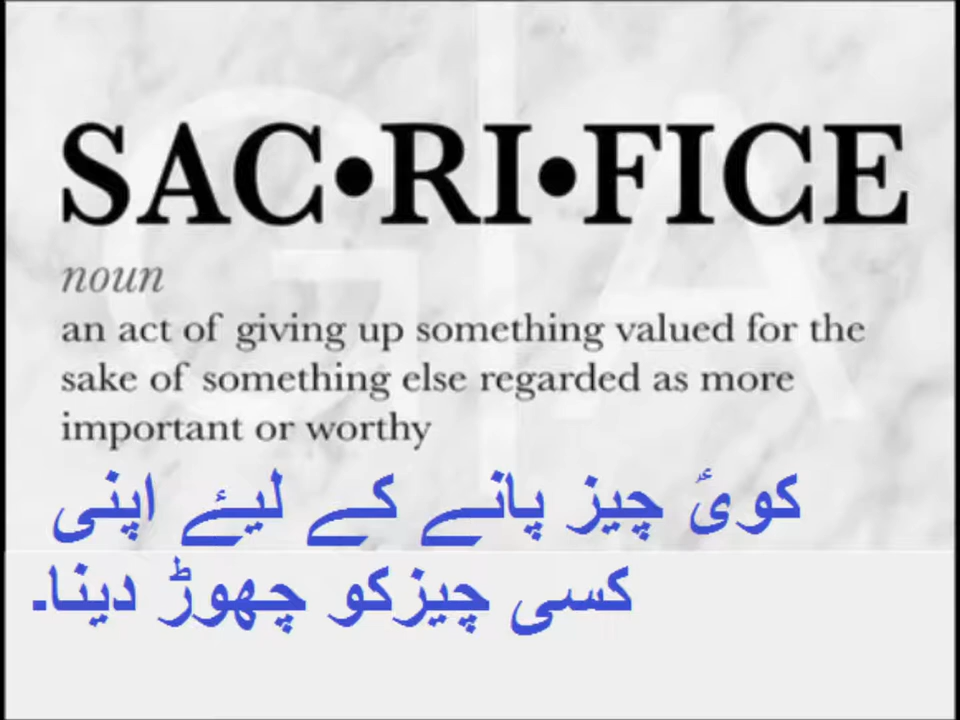 SAC•RI•FICE
noun
an act of giving up something valued for the
sake of something else regarded as more
important or worthy
کوئ چیز پانے کے لیۓ اپنی
کسی چیزکو چھوڑ دینا۔